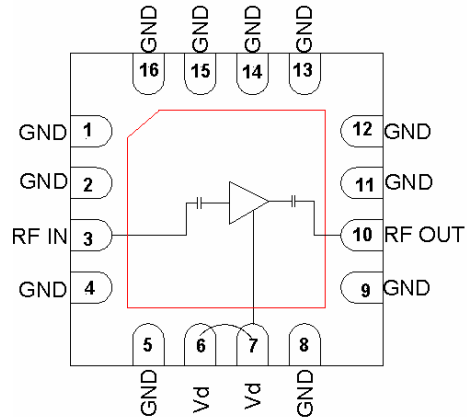 GND GND GND GND
16 15 14 13
GND 1 12 GND
GND 2 11 GND
RF IN 3 10 RF OUT
GND 4 9 GND
5 6 7 8
GND Vd Vd GND